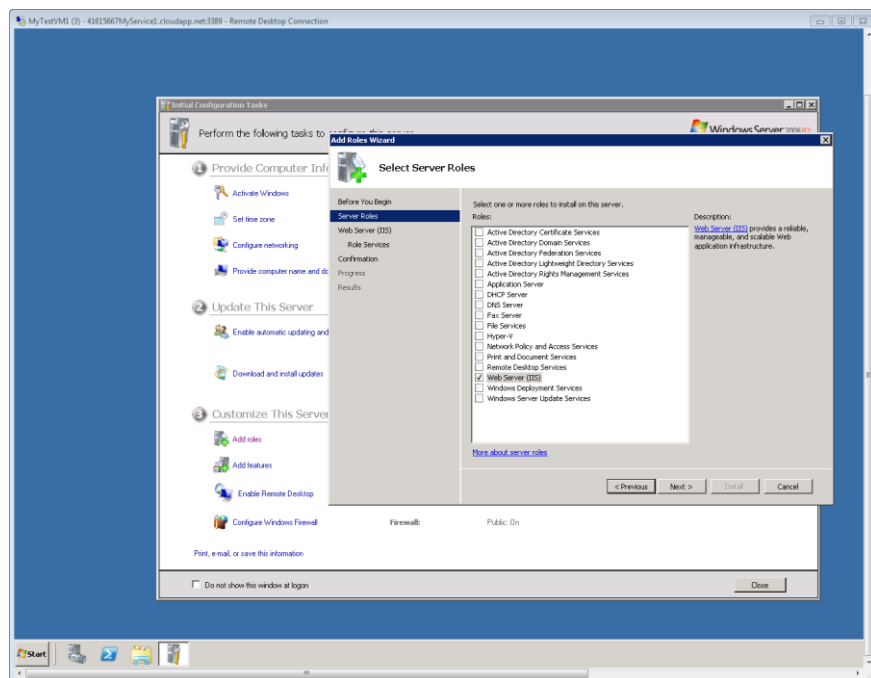 MyTestVM1 (3) - 41615667MyService1.cloudapp.net:3389 - Remote Desktop Connection
Initial Configuration Tasks
Perform the following tasks to
Windows Server 2008 R2
1 Provide Computer Info
Activate Windows
Set time zone
Configure networking
Provide computer name and do
2 Update This Server
Enable automatic updating and
Download and install updates
3 Customize This Server
Add roles
Add features
Enable Remote Desktop
Configure Windows Firewall
Firewall:
Public: On
Print, e-mail, or save this information
Do not show this window at logon
Close
Add Roles Wizard
Select Server Roles
Before You Begin
Server Roles
Web Server (IIS)
Role Services
Confirmation
Progress
Results
Select one or more roles to install on this server.
Roles:
Active Directory Certificate Services
Active Directory Domain Services
Active Directory Federation Services
Active Directory Lightweight Directory Services
Active Directory Rights Management Services
Application Server
DHCP Server
DNS Server
Fax Server
File Services
Hyper-V
Network Policy and Access Services
Print and Document Services
Remote Desktop Services
Web Server (IIS)
Windows Deployment Services
Windows Server Update Services
More about server roles
Description:
Web Server (IIS) provides a reliable,
manageable, and scalable Web
application infrastructure.
< Previous
Next >
Install
Cancel
Start